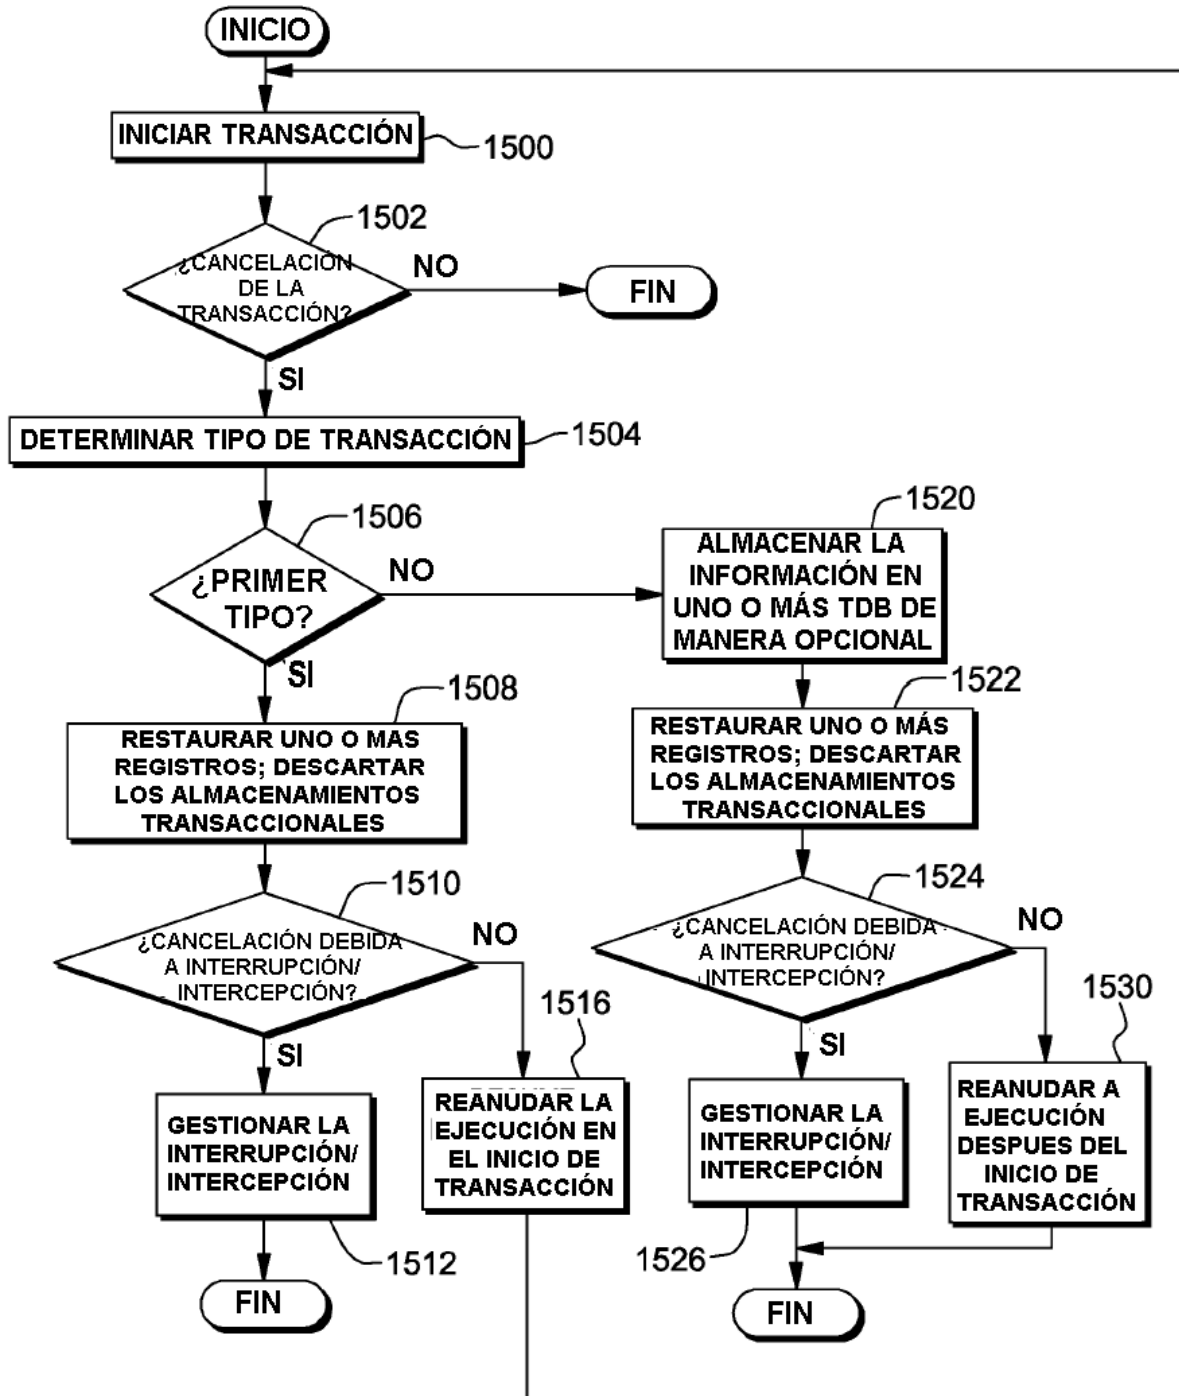 INICIO
INICIAR TRANSACCIÓN
1500
1502
¿CANCELACIÓN
DE LA
TRANSACCIÓN?
NO
FIN
SI
DETERMINAR TIPO DE TRANSACCIÓN
1504
1506
¿PRIMER
TIPO?
NO
SI
1520
ALMACENAR LA
INFORMACIÓN EN
UNO O MÁS TDB DE
MANERA OPCIONAL
1508
RESTAURAR UNO O MAS
REGISTROS; DESCARTAR
LOS ALMACENAMIENTOS
TRANSACCIONALES
1522
RESTAURAR UNO O MÁS
REGISTROS; DESCARTAR
LOS ALMACENAMIENTOS
TRANSACCIONALES
1510
¿CANCELACIÓN DEBIDA
A INTERRUPCIÓN/
INTERCEPCIÓN?
NO
SI
1524
¿CANCELACIÓN DEBIDA
A INTERRUPCIÓN/
INTERCEPCIÓN?
NO
SI
GESTIONAR LA
INTERRUPCIÓN/
INTERCEPCIÓN
1512
FIN
1516
REANUDAR LA
EJECUCIÓN EN
EL INICIO DE
TRANSACCIÓN
GESTIONAR LA
INTERRUPCIÓN/
INTERCEPCIÓN
1526
FIN
1530
REANUDAR A
EJECUCIÓN
DESPUES DEL
INICIO DE
TRANSACCIÓN